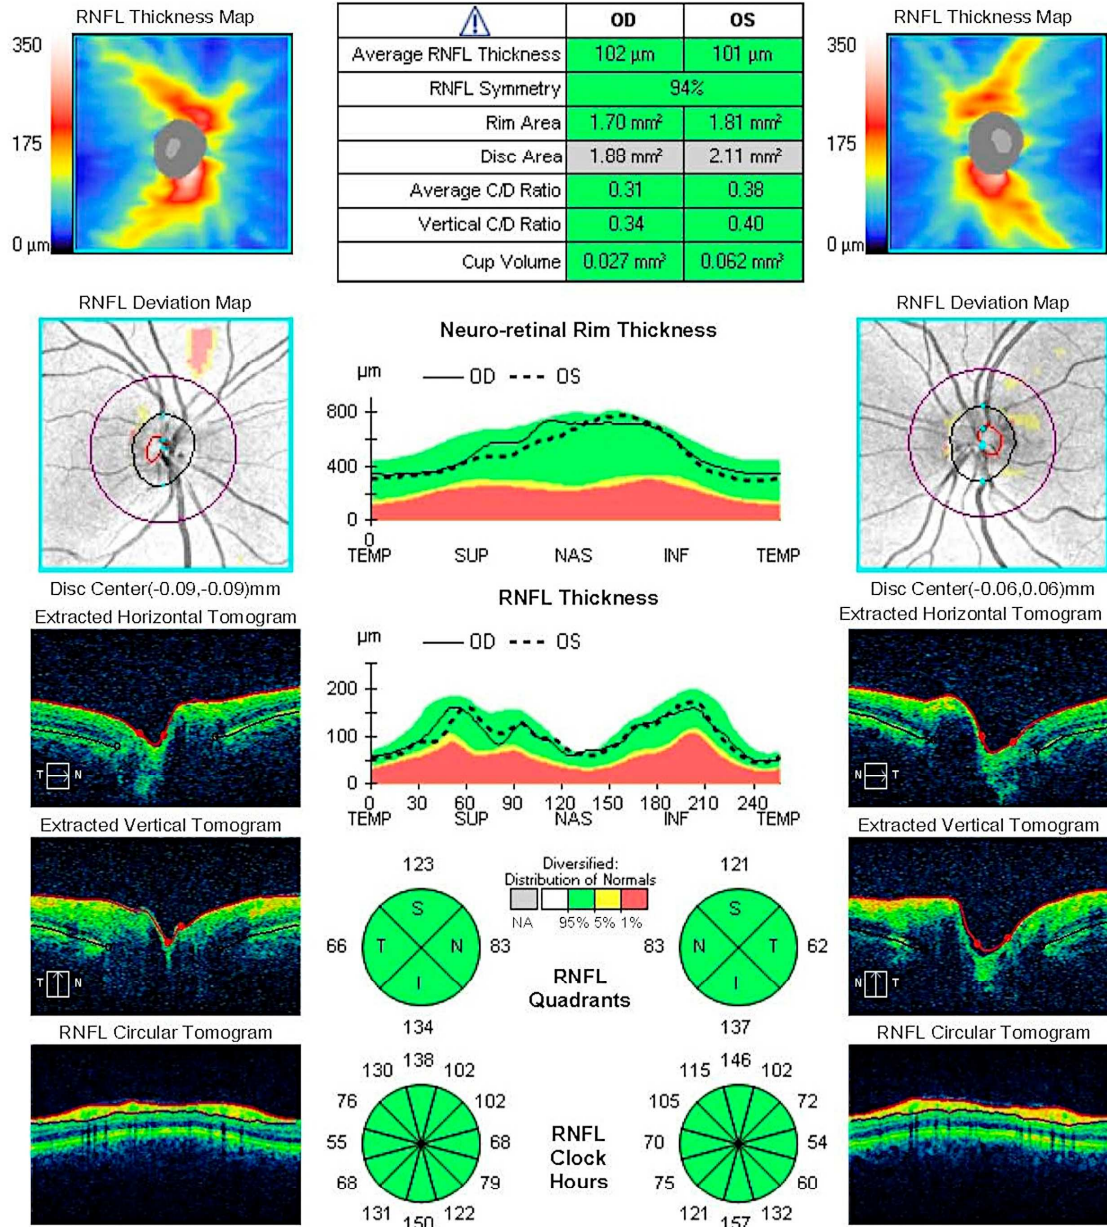 RNFL Thickness Map
350
175
0 µm
OD OS
Average RNFL Thickness 102 µm 101 µm
RNFL Symmetry 94%
Rim Area 1.70 mm² 1.81 mm²
Disc Area 1.88 mm² 2.11 mm²
Average C/D Ratio 0.31 0.38
Vertical C/D Ratio 0.34 0.40
Cup Volume 0.027 mm³ 0.062 mm³
RNFL Thickness Map
350
175
0 µm
RNFL Deviation Map
Disc Center(-0.09,-0.09)mm
Neuro-retinal Rim Thickness
µm OD OS
800
400
0
0
TEMP SUP NAS INF TEMP
RNFL Deviation Map
Disc Center(-0.06,0.06)mm
Extracted Horizontal Tomogram
T N
RNFL Thickness
µm OD OS
200
100
0
0 30 60 90 120 150 180 210 240
TEMP SUP NAS INF TEMP
Extracted Horizontal Tomogram
N T
Extracted Vertical Tomogram
T N
123
S
66 T N 83
I
134
Diversified:
Distribution of Normals
NA 95% 5% 1%
RNFL
Quadrants
121
S
83 N T 62
I
137
Extracted Vertical Tomogram
N T
RNFL Circular Tomogram
138
130 102
76 102
55 68
68 79
131 122
150
RNFL
Clock
Hours
146
115 102
105 72
70 54
75 60
121 132
157
RNFL Circular Tomogram